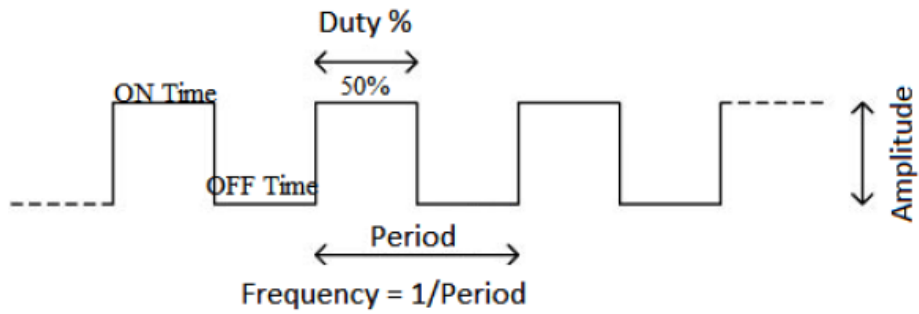 Duty %
50%
ON Time
OFF Time
Amplitude
Period
Frequency = 1/Period